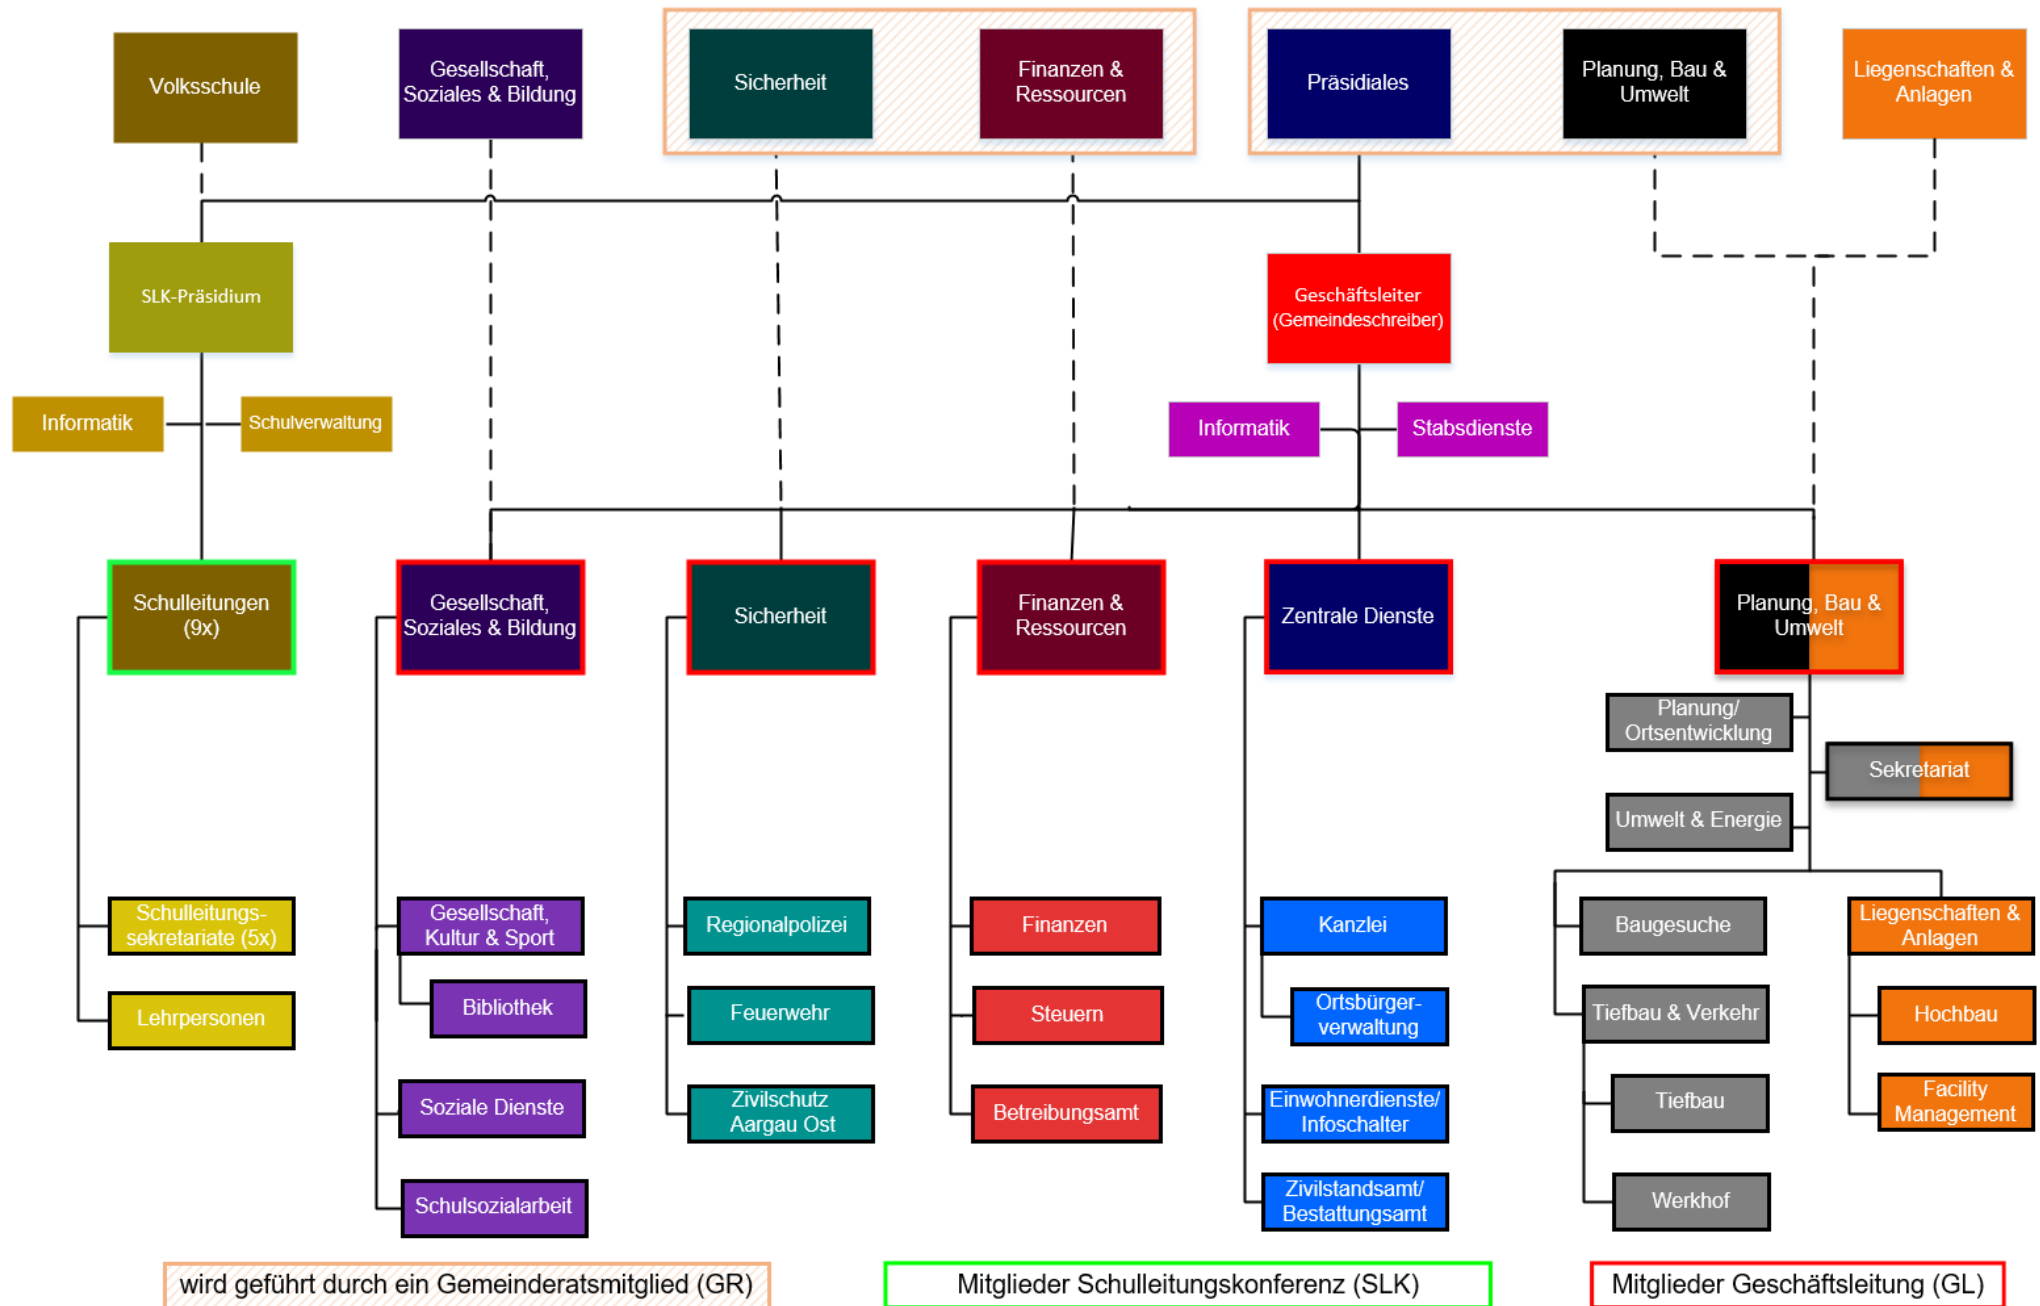 Volksschule
Gesellschaft,
Soziales & Bildung
Sicherheit
Finanzen &
Ressourcen
Präsidiales
Planung, Bau &
Umwelt
Liegenschaften &
Anlagen
SLK-Präsidium
Geschäftsleiter
(Gemeindeschreiber)
Informatik
Schulverwaltung
Informatik
Stabsdienste
Schulleitungen
(9x)
Gesellschaft,
Soziales & Bildung
Sicherheit
Finanzen &
Ressourcen
Zentrale Dienste
Planung, Bau &
Umwelt
Planung/
Ortsentwicklung
Sekretariat
Umwelt & Energie
Schulleitungs-
sekretariate (5x)
Lehrpersonen
Gesellschaft,
Kultur & Sport
Bibliothek
Soziale Dienste
Schulsozialarbeit
Regionalpolizei
Feuerwehr
Zivilschutz
Aargau Ost
Finanzen
Steuern
Betreibungsamt
Kanzlei
Ortsbürger-
verwaltung
Einwohnerdienste/
Infoschalter
Zivilstandsamt/
Bestattungsamt
Baugesuche
Tiefbau & Verkehr
Tiefbau
Werkhof
Liegenschaften &
Anlagen
Hochbau
Facility
Management
wird geführt durch ein Gemeinderatsmitglied (GR)
Mitglieder Schulleitungskonferenz (SLK)
Mitglieder Geschäftsleitung (GL)